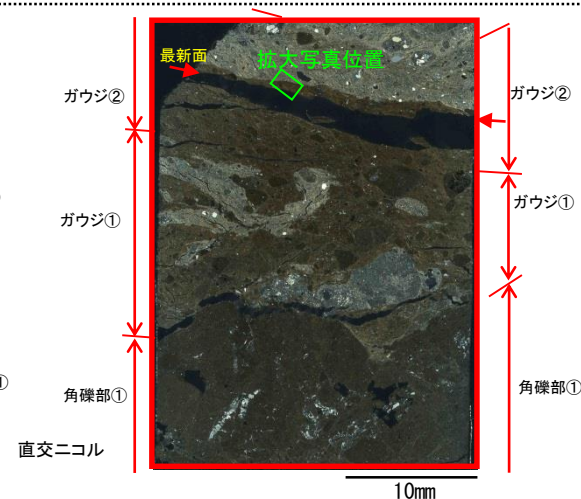 最新面
拡大写真位置
ガウジ②
ガウジ②
ガウジ①
ガウジ①
①
角礫部①
角礫部①
直交ニコル
10mm